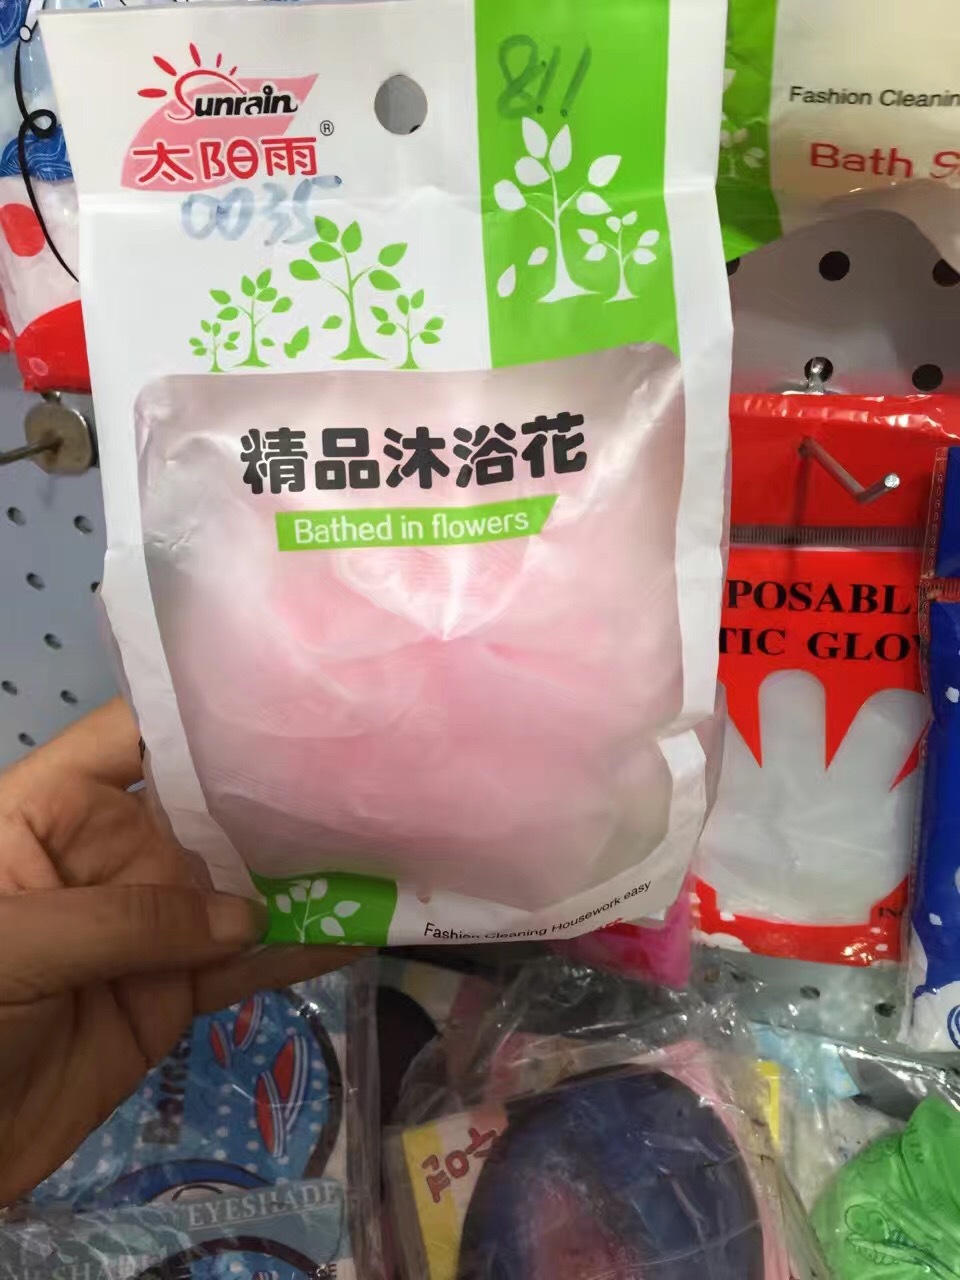 Sunrain
太阳雨®
0035
811
精品沐浴花
Bathed in flowers
Fashion Cleaning Housework easy
Fashion Cleanin
Bath
POSABL
TIC GLO
EYESHADE